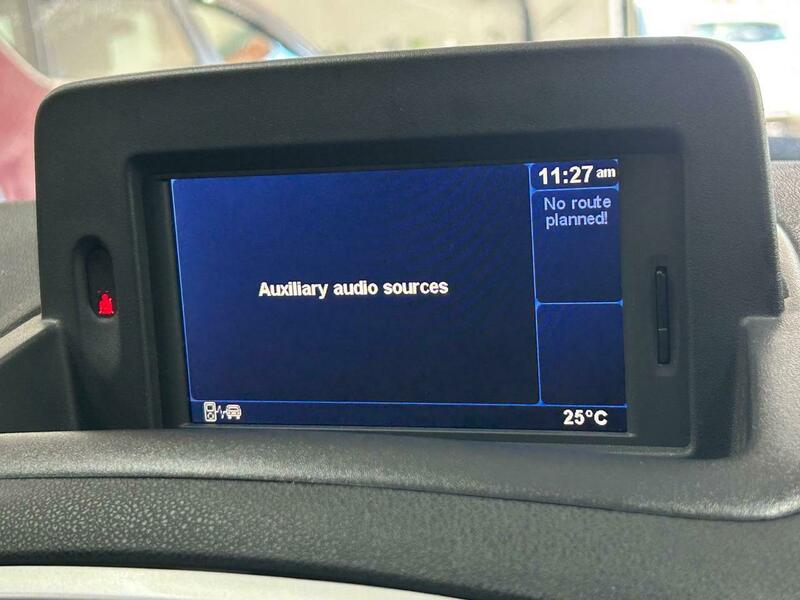 11:27 am
No route
planned!
Auxiliary audio sources
25°C